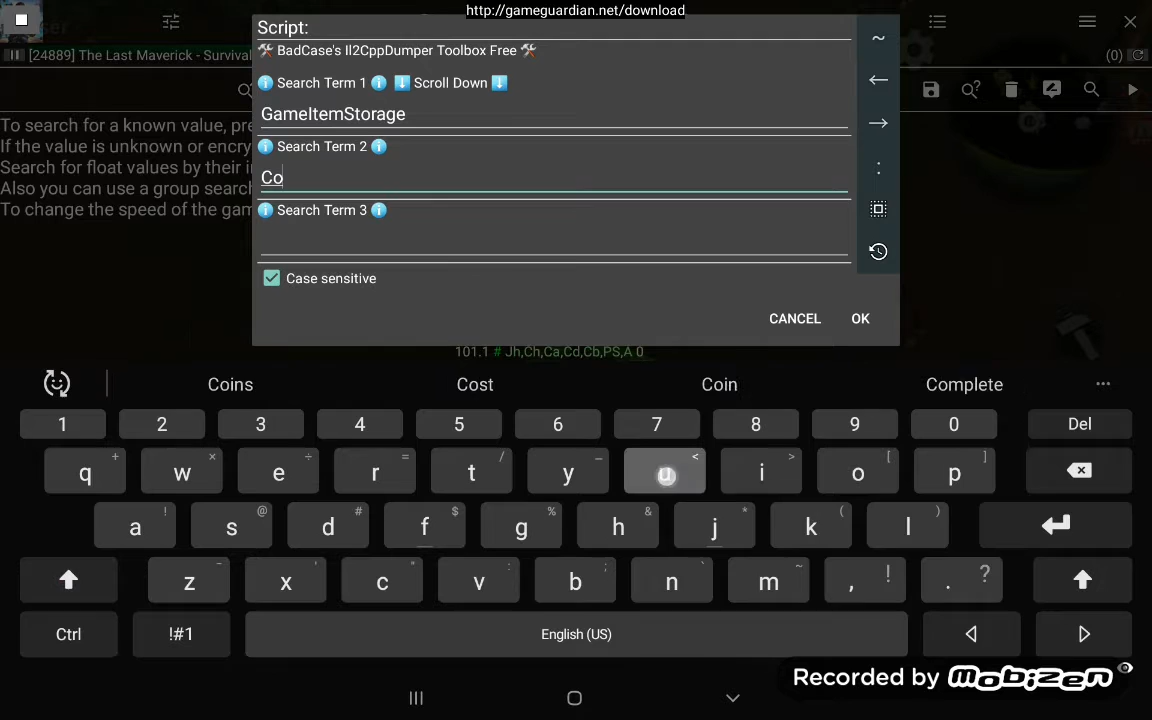 http://gameguardian.net/download
Script:
🛠 BadCase's Il2CppDumper Toolbox Free 🛠
[24889] The Last Maverick - Survival
(0)
ℹ Search Term 1 ℹ ⬇ Scroll Down ⬇
GameItemStorage
ℹ Search Term 2 ℹ
Co
ℹ Search Term 3 ℹ
Case sensitive
CANCEL OK
~
←
→
:
To search for a known value, pre
If the value is unknown or encry
Search for float values by their i
Also you can use a group search
To change the speed of the gam
101.1 # Jh,Ch,Ca,Cd,Cb,PS,A 0
Coins Cost Coin Complete ...
1 2 3 4 5 6 7 8 9 0 Del
q + w × e ÷ r = t / y _ u < i > o [ p ]
a ! s @ d # f $ g % h & j * k ( l )
z - x ' c " v : b ; n ` m ~ , ! . ?
Ctrl !#1 English (US)
Recorded by Mobizen